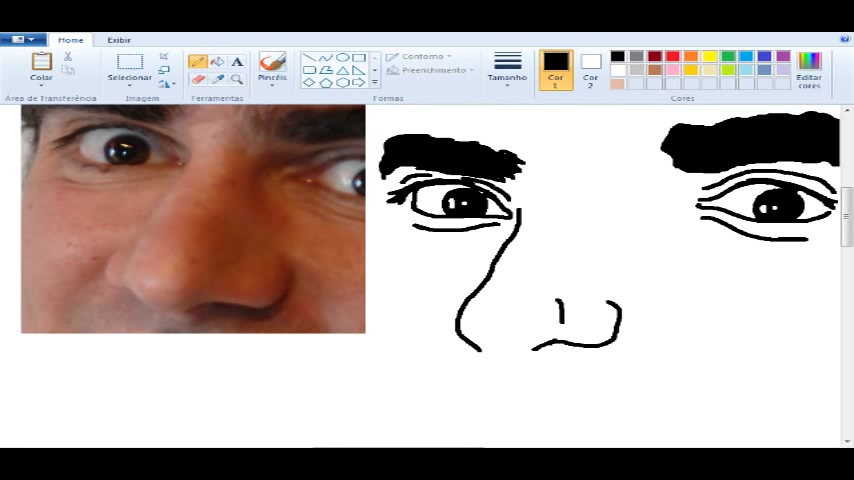 Home Exibir
Colar
Selecionar
A
Pincéis
Contorno
Preenchimento
Tamanho
Cor 1
Cor 2
Editar cores
Área de Transferência
Imagem
Ferramentas
Formas
Cores